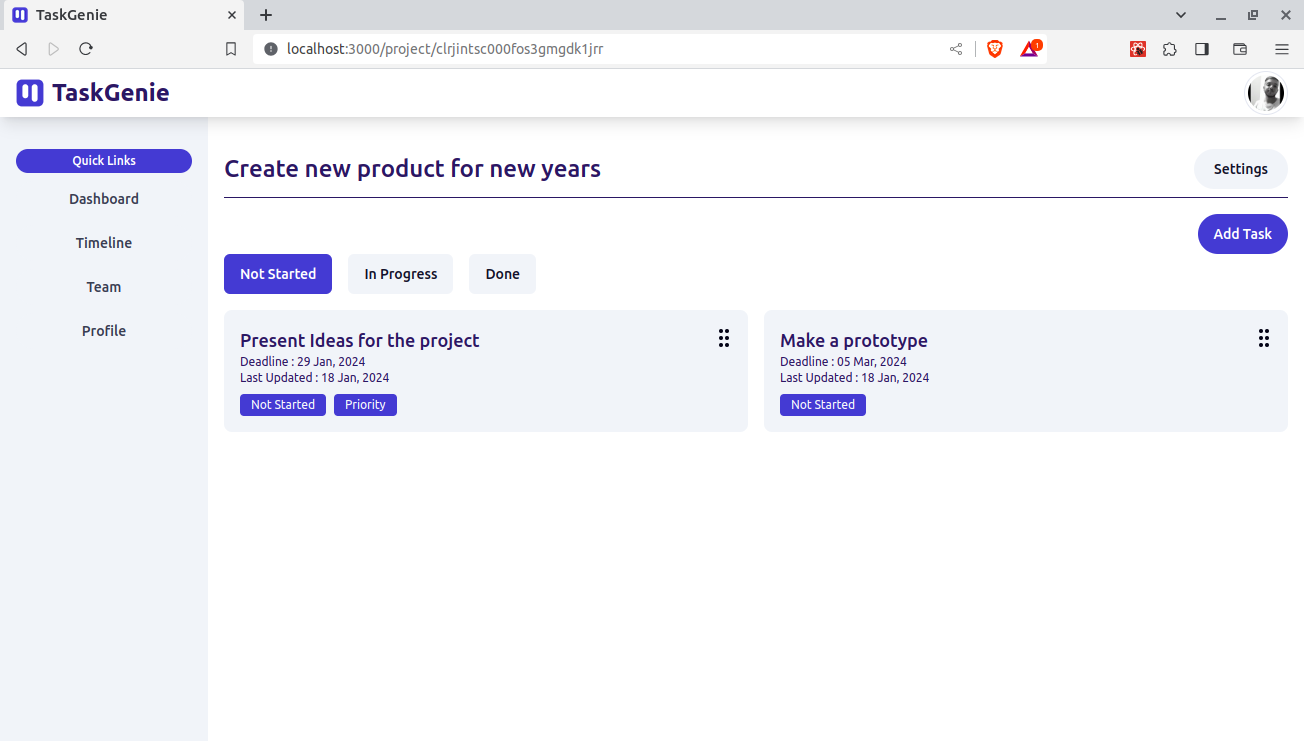 TaskGenie
localhost:3000/project/clrjintsc000fos3gmgdk1jrr
1
TaskGenie
Quick Links
Dashboard
Timeline
Team
Profile
Create new product for new years
Settings
Add Task
Not Started In Progress Done
Present Ideas for the project
Deadline : 29 Jan, 2024
Last Updated : 18 Jan, 2024
Not Started Priority
Make a prototype
Deadline : 05 Mar, 2024
Last Updated : 18 Jan, 2024
Not Started